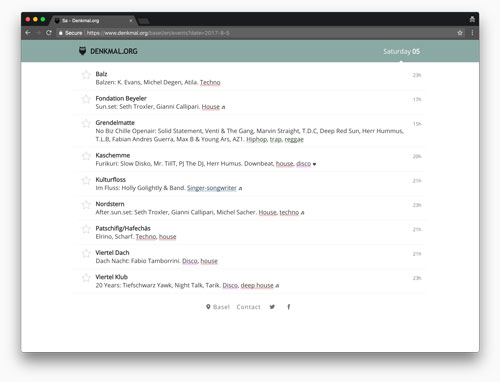 Sa - Denkmal.org
Secure https://www.denkmal.org/basel/en/events?date=2017-8-5
DENKMAL.ORG Saturday 05
Balz 23h
Balzen: K. Evans, Michel Degen, Atila. Techno
Fondation Beyeler 17h
Sun.set: Seth Troxler, Gianni Callipari. House
Grendelmatte 15h
No Biz Chille Openair: Solid Statement, Venti & The Gang, Marvin Straight, T.D.C, Deep Red Sun, Herr Hummus,
T.L.B, Fabian Andres Guerra, Max B & Young Ars, AZ1. Hiphop, trap, reggae
Kaschemme 20h
Furikuri: Slow Disko, Mr. TillT, PJ The DJ, Herr Humus. Downbeat, house, disco
Kulturfloss 21h
Im Fluss: Holly Golightly & Band. Singer-songwriter
Nordstern 23h
After.sun.set: Seth Troxler, Gianni Callipari, Michel Sacher. House, techno
Patschifig/Hafechäs 21h
Elrino, Scharf. Techno, house
Viertel Dach 21h
Dach Nacht: Fabio Tamborrini. Disco, house
Viertel Klub 23h
20 Years: Tiefschwarz Yawk, Night Talk, Tarik. Disco, deep house
Basel Contact